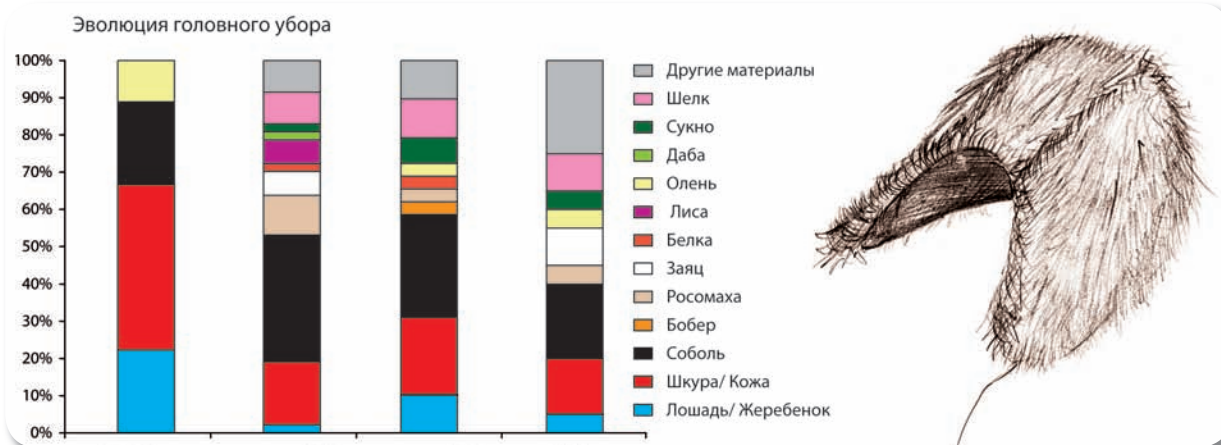 Эволюция головного убора
100%
90%
80%
70%
60%
50%
40%
30%
20%
10%
0%
Другие материалы
Шелк
Сукно
Даба
Олень
Лиса
Белка
Заяц
Росомаха
Бобер
Соболь
Шкура/ Кожа
Лошадь/ Жеребенок